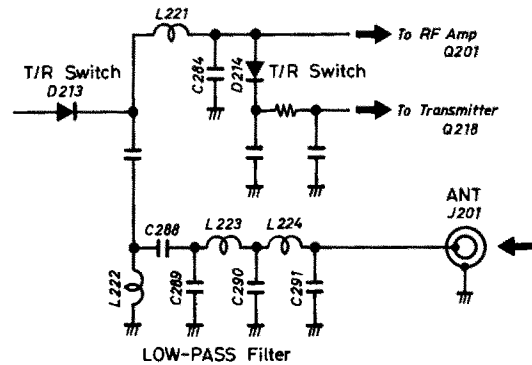 L221
To RF Amp
Q201
T/R Switch
D213
C284
D214
T/R Switch
To Transmitter
Q218
ANT
J201
C288
L223
L224
L222
C289
C290
C291
LOW-PASS Filter